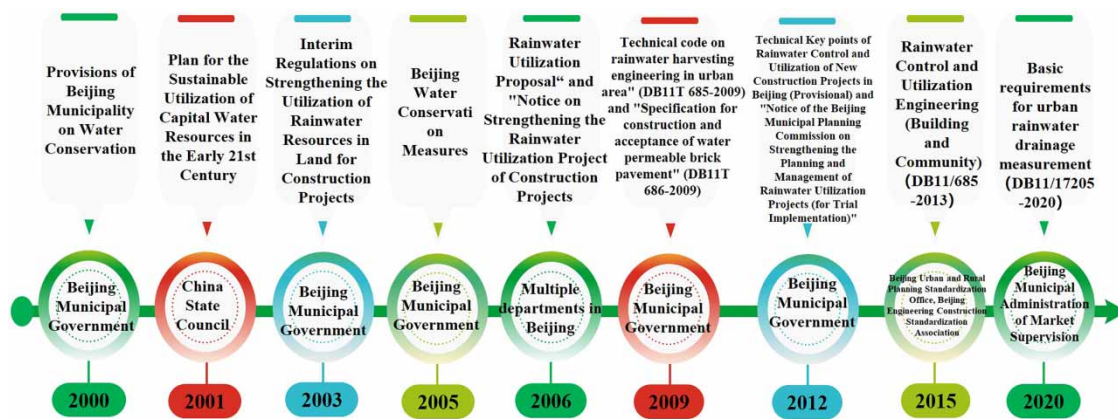 Provisions of
Beijing
Municipality
on Water
Conservation
Plan for the
Sustainable
Utilization of
Capital Water
Resources in
the Early 21st
Century
Interim
Regulations on
Strengthening the
Utilization of
Rainwater
Resources in
Land for
Construction
Projects
Beijing
Water
Conservati
on
Measures
Rainwater
Utilization
Proposal“ and
"Notice on
Strengthening the
Rainwater
Utilization Project
of Construction
Projects
Technical code on
rainwater harvesting
engineering in urban
area" (DB11T 685-2009)
and "Specification for
construction and
acceptance of water
permeable brick
pavement" (DB11T
686-2009)
Technical Key points of
Rainwater Control and
Utilization of New
Construction Projects in
Beijing (Provisional) and
"Notice of the Beijing
Municipal Planning
Commission on
Strengthening the
Planning and
Management of
Rainwater Utilization
Projects (for Trial
Implementation)"
Rainwater
Control and
Utilization
Engineering
(Building
and
Community)
(DB11/685
-2013)
Basic
requirements
for urban
rainwater
drainage
measurement
(DB11/17205
-2020)
Beijing
Municipal
Government
China
State
Council
Beijing
Municipal
Government
Beijing
Municipal
Government
Multiple
departments in
Beijing
Beijing
Municipal
Government
Beijing
Municipal
Government
Beijing Urban and Rural
Planning Standardization
Office, Beijing
Engineering Construction
Standardization
Association
Beijing
Municipal
Administration
of Market
Supervision
2000
2001
2003
2005
2006
2009
2012
2015
2020